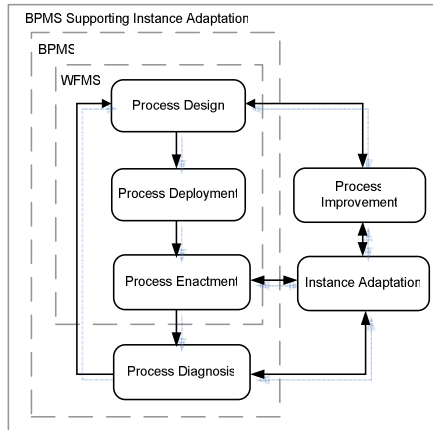 BPMS Supporting Instance Adaptation
BPMS
WFMS
Process Design
Process Deployment
Process
Improvement
Process Enactment
Instance Adaptation
Process Diagnosis